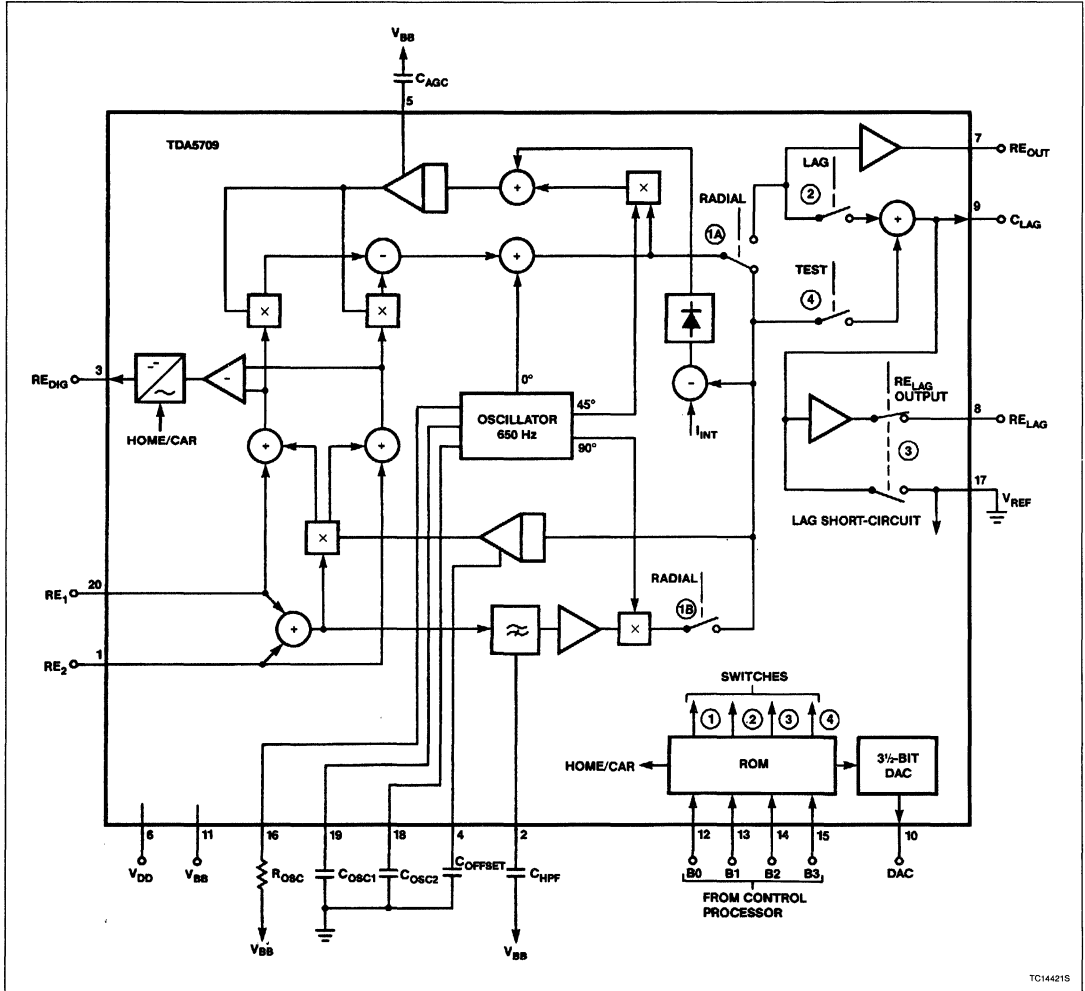 VBB
CAGC
5
TDA5709
7
REOUT
LAG
2
RADIAL
1A
9
CLAG
+
×
+
-
+
TEST
4
×
×
3
REDIG
-
HOME/CAR
0°
OSCILLATOR
650 Hz
45°
90°
-
IINT
RELAG
OUTPUT
8
RELAG
3
+
+
17
VREF
LAG SHORT-CIRCUIT
×
20
RE1
RADIAL
1B
+
×
1
RE2
SWITCHES
1
2
3
4
HOME/CAR
ROM
3½-BIT
DAC
6
11
16
19
18
4
2
12
13
14
15
10
VDD
VBB
ROSC
COSC1
COSC2
COFFSET
CHPF
B0
B1
B2
B3
DAC
FROM CONTROL
PROCESSOR
VBB
VBB
TC14421S